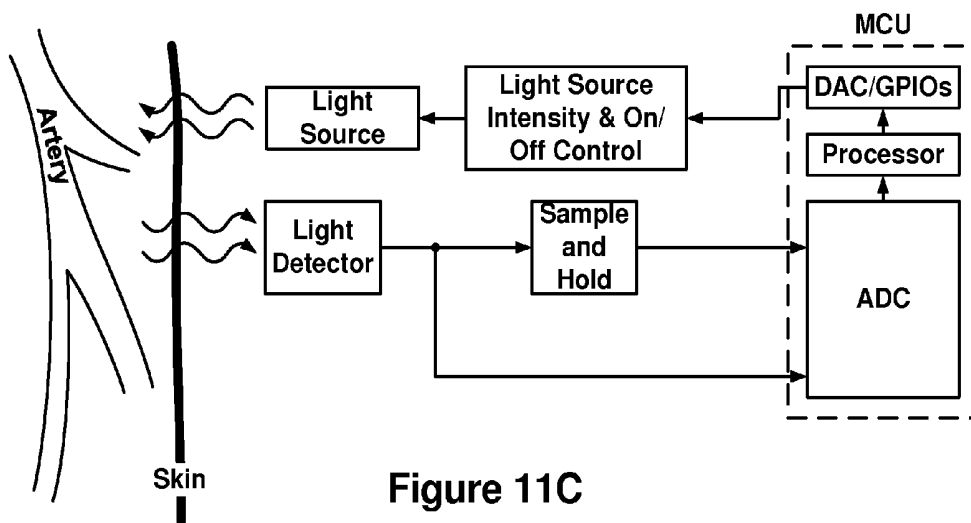 MCU
Light
Source
Light Source
Intensity & On/
Off Control
DAC/GPIOs
Processor
Artery
Light
Detector
Sample
and
Hold
ADC
Skin
Figure 11C